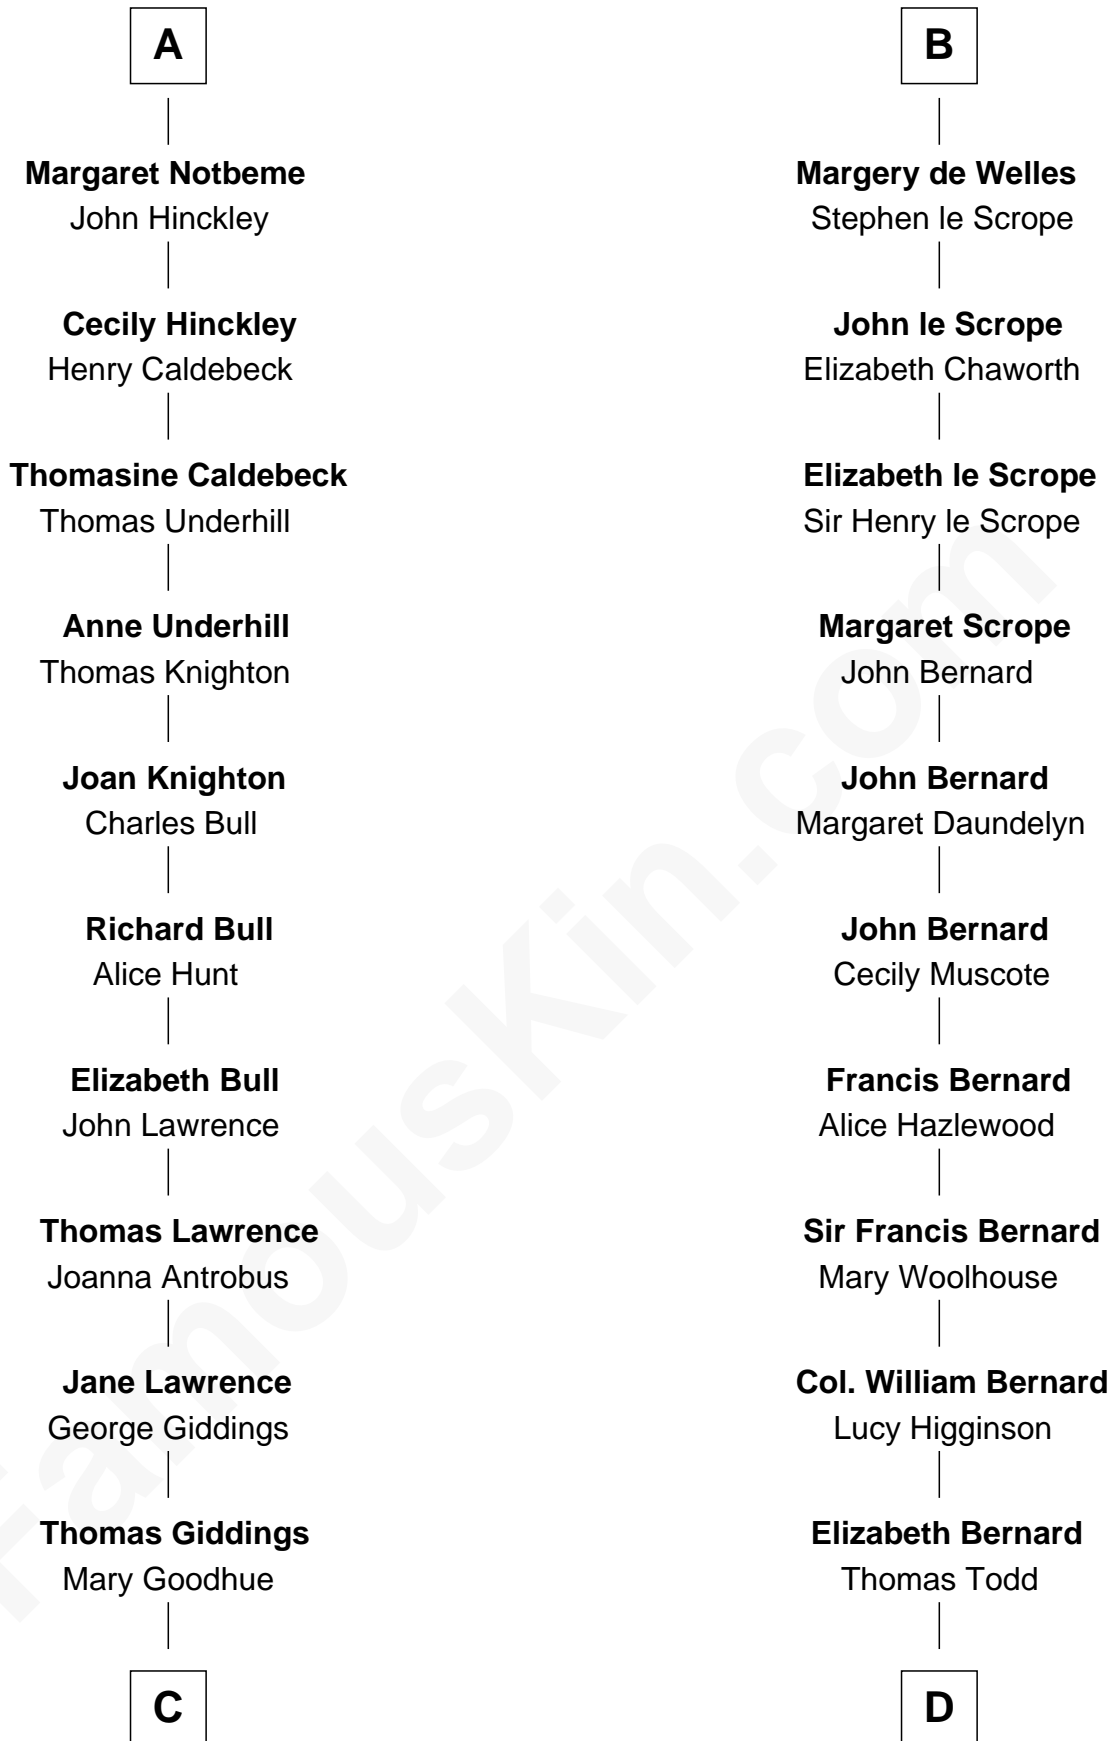 A
Margaret Notbeme
John Hinckley
Cecily Hinckley
Henry Caldebeck
Thomasine Caldebeck
Thomas Underhill
Anne Underhill
Thomas Knighton
Joan Knighton
Charles Bull
Richard Bull
Alice Hunt
Elizabeth Bull
John Lawrence
Thomas Lawrence
Joanna Antrobus
Jane Lawrence
George Giddings
Thomas Giddings
Mary Goodhue
C
B
Margery de Welles
Stephen le Scrope
John le Scrope
Elizabeth Chaworth
Elizabeth le Scrope
Sir Henry le Scrope
Margaret Scrope
John Bernard
John Bernard
Margaret Daundelyn
John Bernard
Cecily Muscote
Francis Bernard
Alice Hazlewood
Sir Francis Bernard
Mary Woolhouse
Col. William Bernard
Lucy Higginson
Elizabeth Bernard
Thomas Todd
D
FamousKin.com